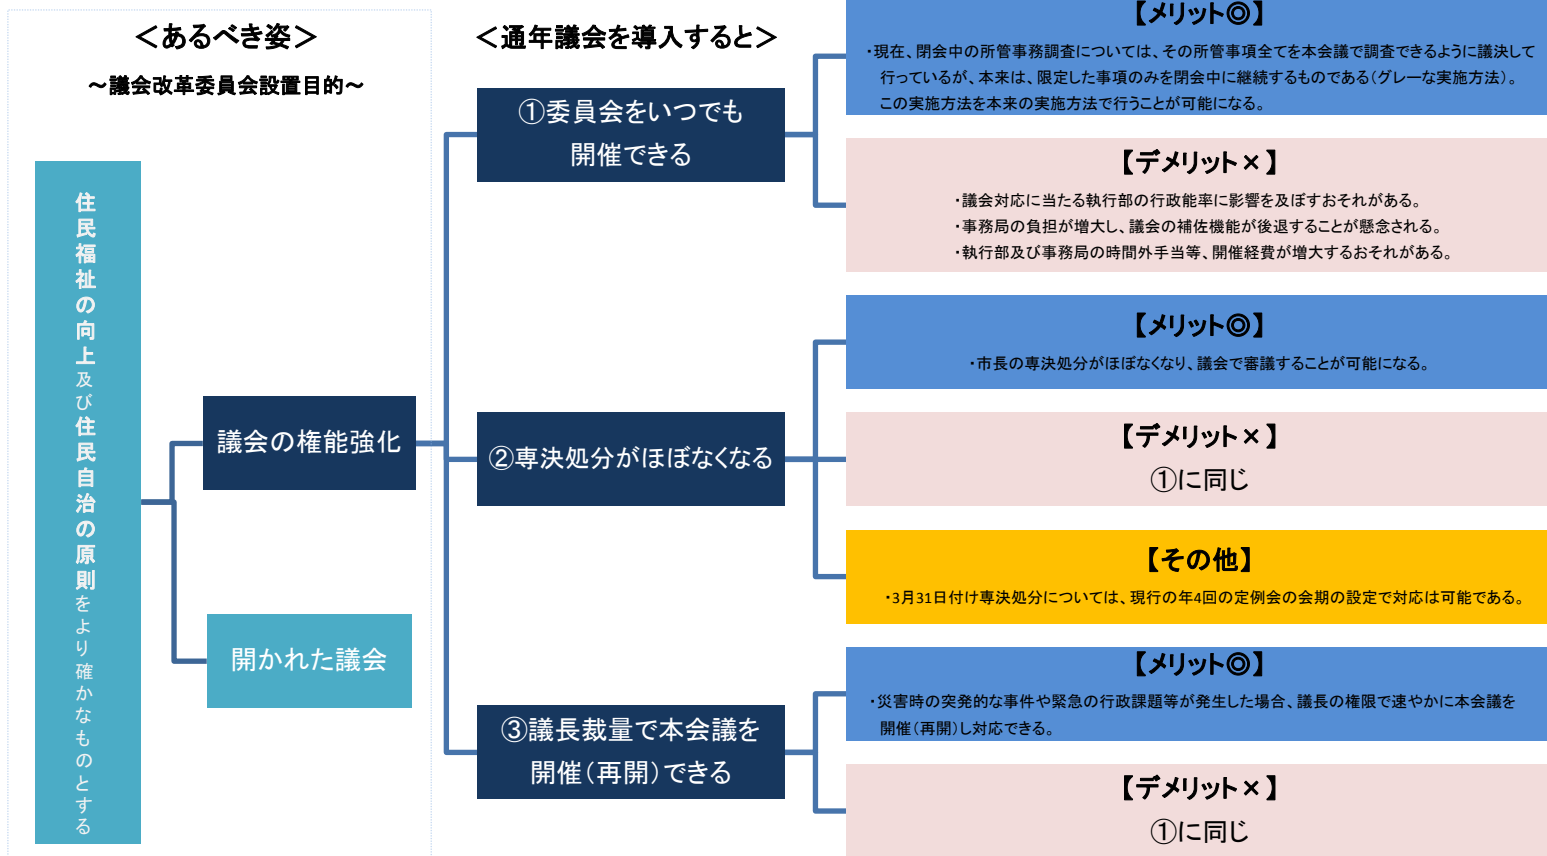 ＜あるべき姿＞
～議会改革委員会設置目的～
住民福祉の向上及び住民自治の原則をより確かなものとする
議会の権能強化
開かれた議会
＜通年議会を導入すると＞
①委員会をいつでも
開催できる
【メリット◎】
・現在、閉会中の所管事務調査については、その所管事項全てを本会議で調査できるように議決して
行っているが、本来は、限定した事項のみを閉会中に継続するものである（グレーな実施方法）。
この実施方法を本来の実施方法で行うことが可能になる。
【デメリット×】
・議会対応に当たる執行部の行政能率に影響を及ぼすおそれがある。
・事務局の負担が増大し、議会の補佐機能が後退することが懸念される。
・執行部及び事務局の時間外手当等、開催経費が増大するおそれがある。
②専決処分がほぼなくなる
【メリット◎】
・市長の専決処分がほぼなくなり、議会で審議することが可能になる。
【デメリット×】
①に同じ
【その他】
・3月31日付け専決処分については、現行の年4回の定例会の会期の設定で対応は可能である。
③議長裁量で本会議を
開催（再開）できる
【メリット◎】
・災害時の突発的な事件や緊急の行政課題等が発生した場合、議長の権限で速やかに本会議を
開催（再開）し対応できる。
【デメリット×】
①に同じ